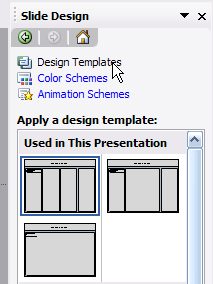 Slide Design
Design Templates
Color Schemes
Animation Schemes
Apply a design template:
Used in This Presentation